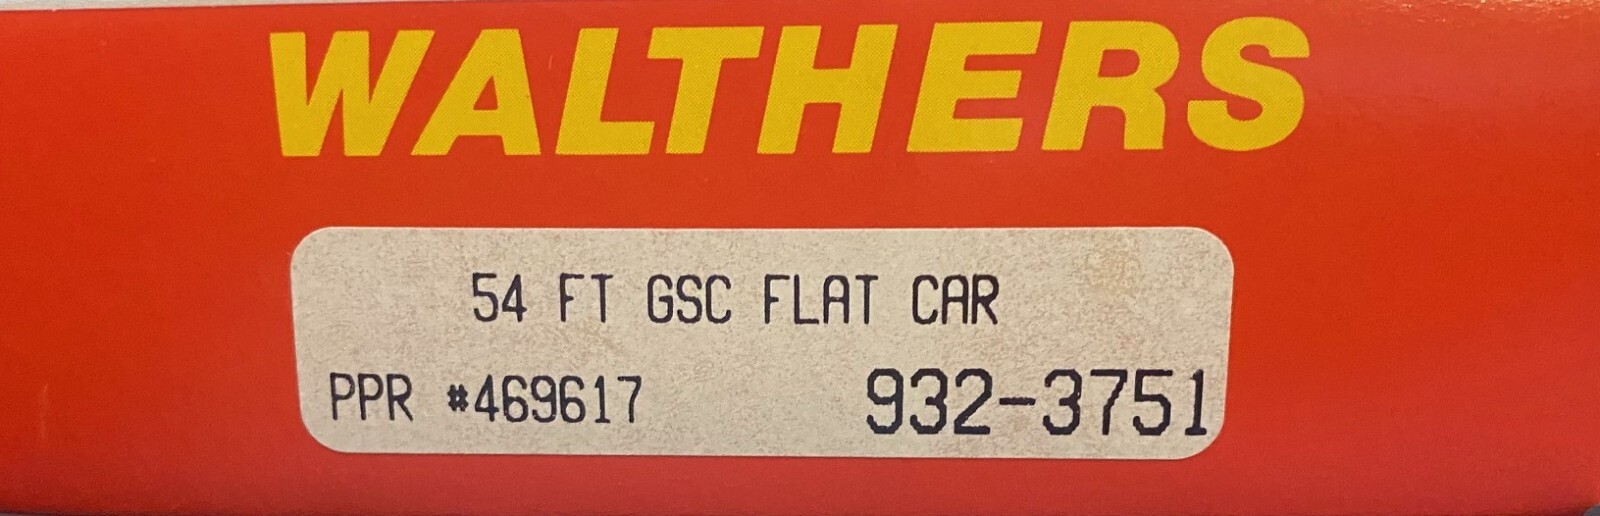 WALTHERS
54 FT GSC FLAT CAR
PPR #469617 932-3751